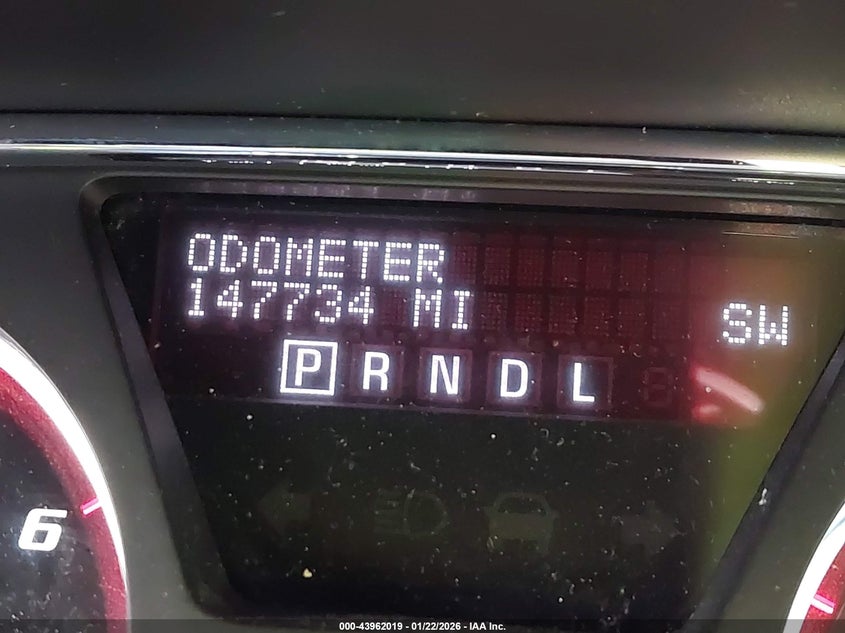 ODOMETER
147734 MI
SW
P R N D L
6
000-43962019 - 01/22/2026 - IAA Inc.